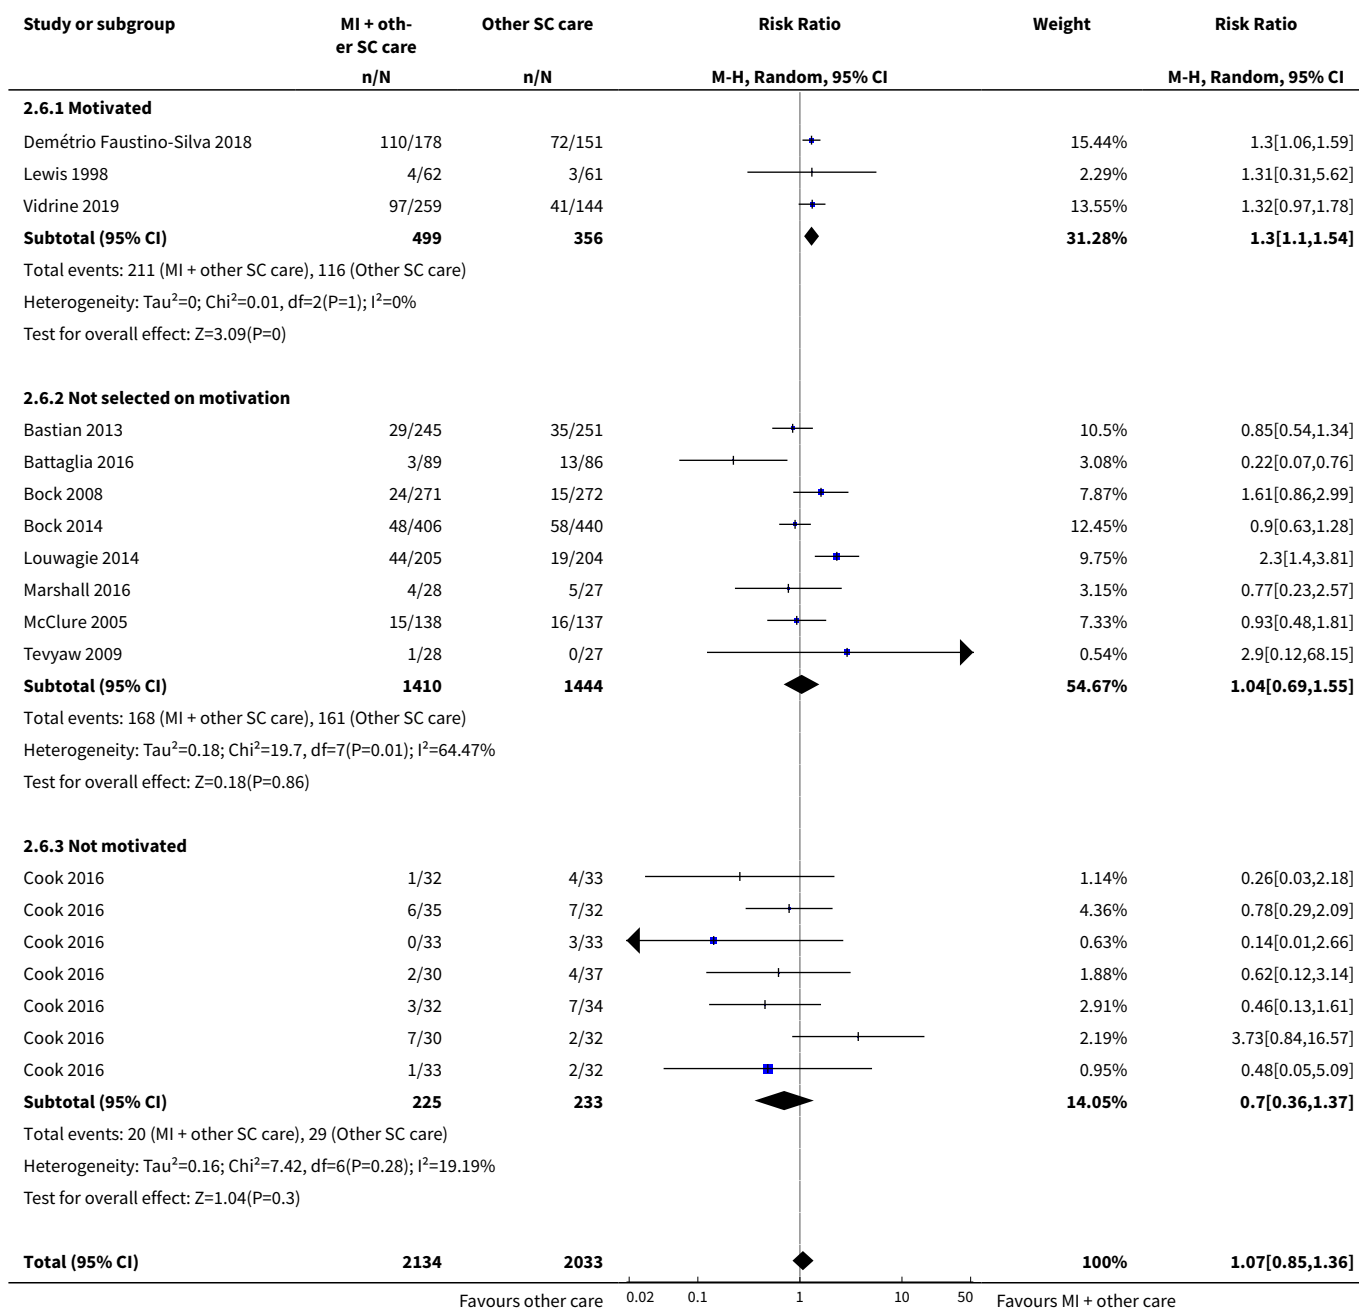 Study or subgroup MI + oth- Other SC care Risk Ratio Weight Risk Ratio
er SC care
n/N n/N M-H, Random, 95% CI M-H, Random, 95% CI
2.6.1 Motivated
Demétrio Faustino-Silva 2018 110/178 72/151 15.44% 1.3[1.06,1.59]
Lewis 1998 4/62 3/61 2.29% 1.31[0.31,5.62]
Vidrine 2019 97/259 41/144 13.55% 1.32[0.97,1.78]
Subtotal (95% CI) 499 356 31.28% 1.3[1.1,1.54]
Total events: 211 (MI + other SC care), 116 (Other SC care)
Heterogeneity: Tau²=0; Chi²=0.01, df=2(P=1); I²=0%
Test for overall effect: Z=3.09(P=0)
2.6.2 Not selected on motivation
Bastian 2013 29/245 35/251 10.5% 0.85[0.54,1.34]
Battaglia 2016 3/89 13/86 3.08% 0.22[0.07,0.76]
Bock 2008 24/271 15/272 7.87% 1.61[0.86,2.99]
Bock 2014 48/406 58/440 12.45% 0.9[0.63,1.28]
Louwagie 2014 44/205 19/204 9.75% 2.3[1.4,3.81]
Marshall 2016 4/28 5/27 3.15% 0.77[0.23,2.57]
McClure 2005 15/138 16/137 7.33% 0.93[0.48,1.81]
Tevyaw 2009 1/28 0/27 0.54% 2.9[0.12,68.15]
Subtotal (95% CI) 1410 1444 54.67% 1.04[0.69,1.55]
Total events: 168 (MI + other SC care), 161 (Other SC care)
Heterogeneity: Tau²=0.18; Chi²=19.7, df=7(P=0.01); I²=64.47%
Test for overall effect: Z=0.18(P=0.86)
2.6.3 Not motivated
Cook 2016 1/32 4/33 1.14% 0.26[0.03,2.18]
Cook 2016 6/35 7/32 4.36% 0.78[0.29,2.09]
Cook 2016 0/33 3/33 0.63% 0.14[0.01,2.66]
Cook 2016 2/30 4/37 1.88% 0.62[0.12,3.14]
Cook 2016 3/32 7/34 2.91% 0.46[0.13,1.61]
Cook 2016 7/30 2/32 2.19% 3.73[0.84,16.57]
Cook 2016 1/33 2/32 0.95% 0.48[0.05,5.09]
Subtotal (95% CI) 225 233 14.05% 0.7[0.36,1.37]
Total events: 20 (MI + other SC care), 29 (Other SC care)
Heterogeneity: Tau²=0.16; Chi²=7.42, df=6(P=0.28); I²=19.19%
Test for overall effect: Z=1.04(P=0.3)
Total (95% CI) 2134 2033 100% 1.07[0.85,1.36]
Favours other care 0.02 0.1 1 10 50 Favours MI + other care